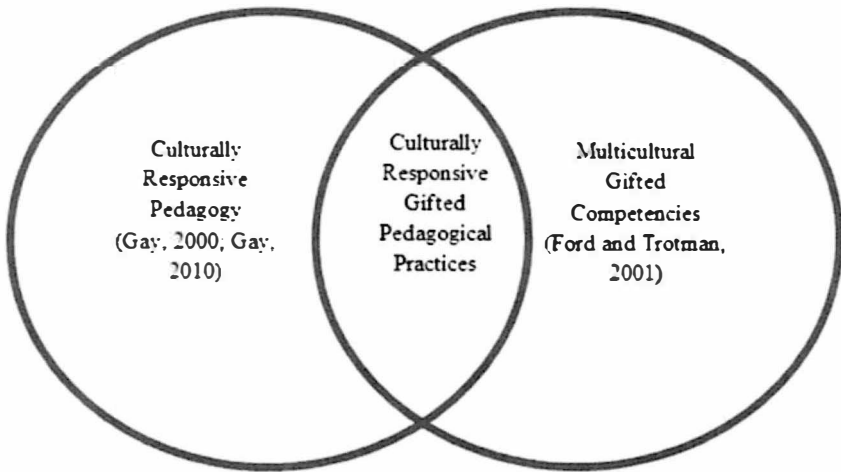 Culturally
Responsive
Pedagogy
(Gay, 2000; Gay,
2010)
Culturally
Responsive
Gifted
Pedagogical
Practices
Multicultural
Gifted
Competencies
(Ford and Trotman,
2001)